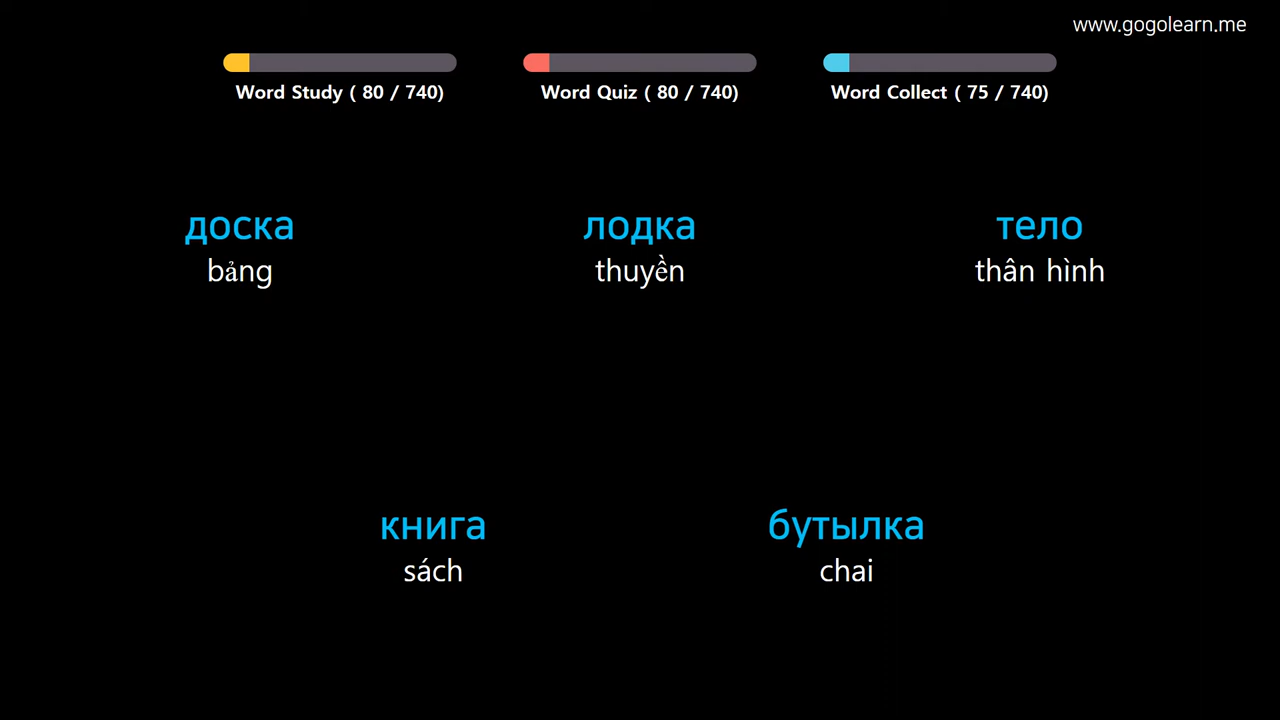 www.gogolearn.me
Word Study ( 80 / 740)
Word Quiz ( 80 / 740)
Word Collect ( 75 / 740)
доска
bảng
лодка
thuyền
тело
thân hình
книга
sách
бутылка
chai